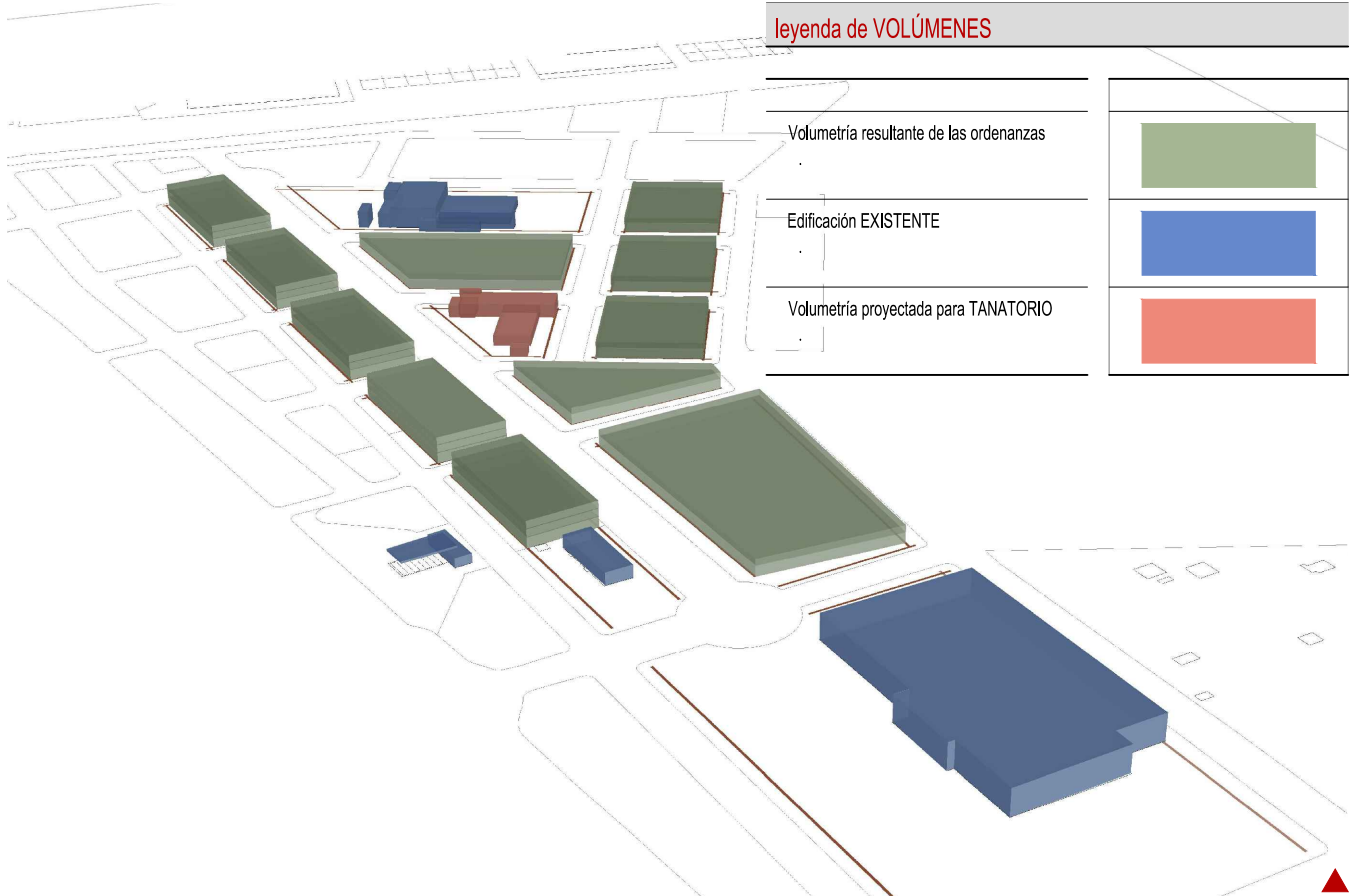 leyenda de VOLÚMENES
Volumetría resultante de las ordenanzas
.
Edificación EXISTENTE
.
Volumetría proyectada para TANATORIO
.